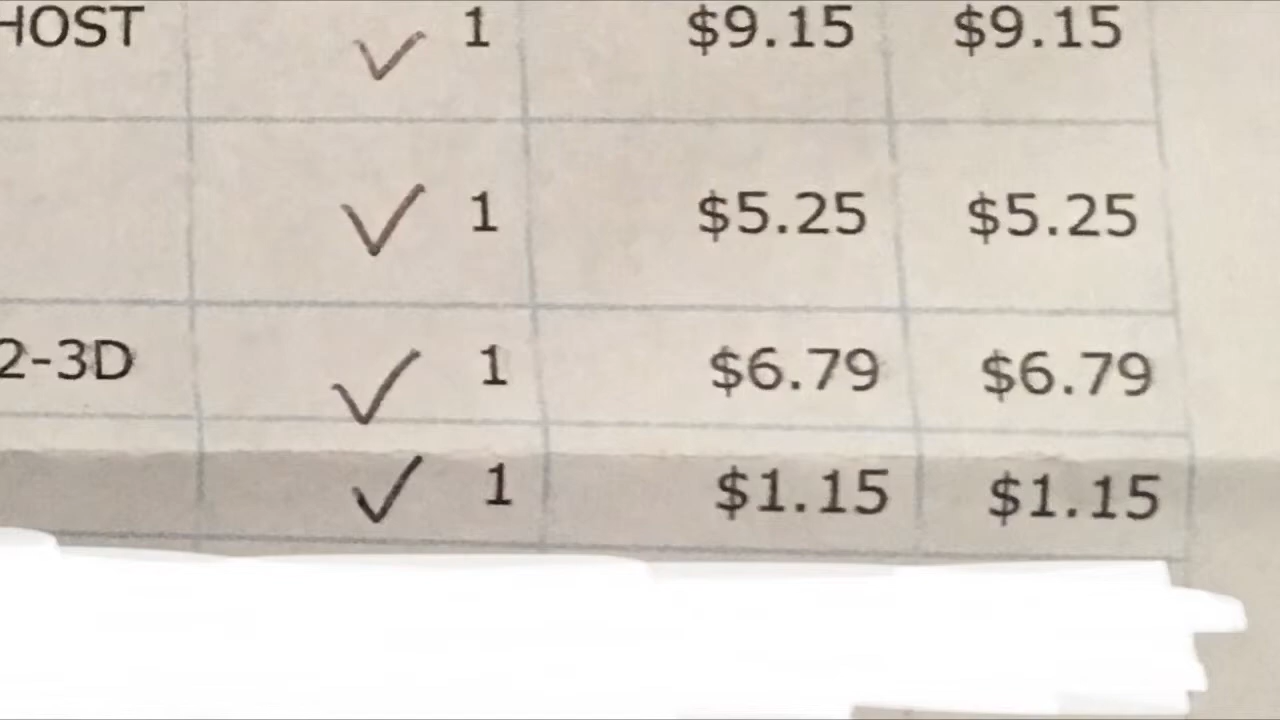 HOST ✓ 1 $9.15 $9.15
✓ 1 $5.25 $5.25
2-3D ✓ 1 $6.79 $6.79
✓ 1 $1.15 $1.15